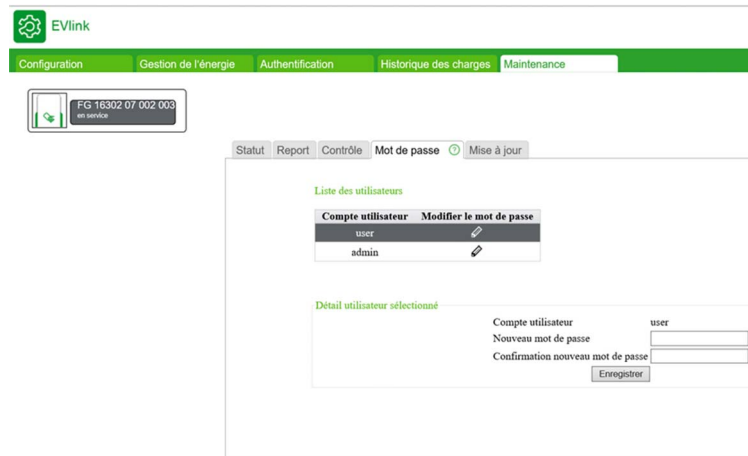 EVlink
Configuration Gestion de l'énergie Authentification Historique des charges Maintenance
FG 16302 07 002 003
en service
Statut Report Contrôle Mot de passe ? Mise à jour
Liste des utilisateurs
Compte utilisateur Modifier le mot de passe
user
admin
Détail utilisateur sélectionné
Compte utilisateur user
Nouveau mot de passe
Confirmation nouveau mot de passe
Enregistrer